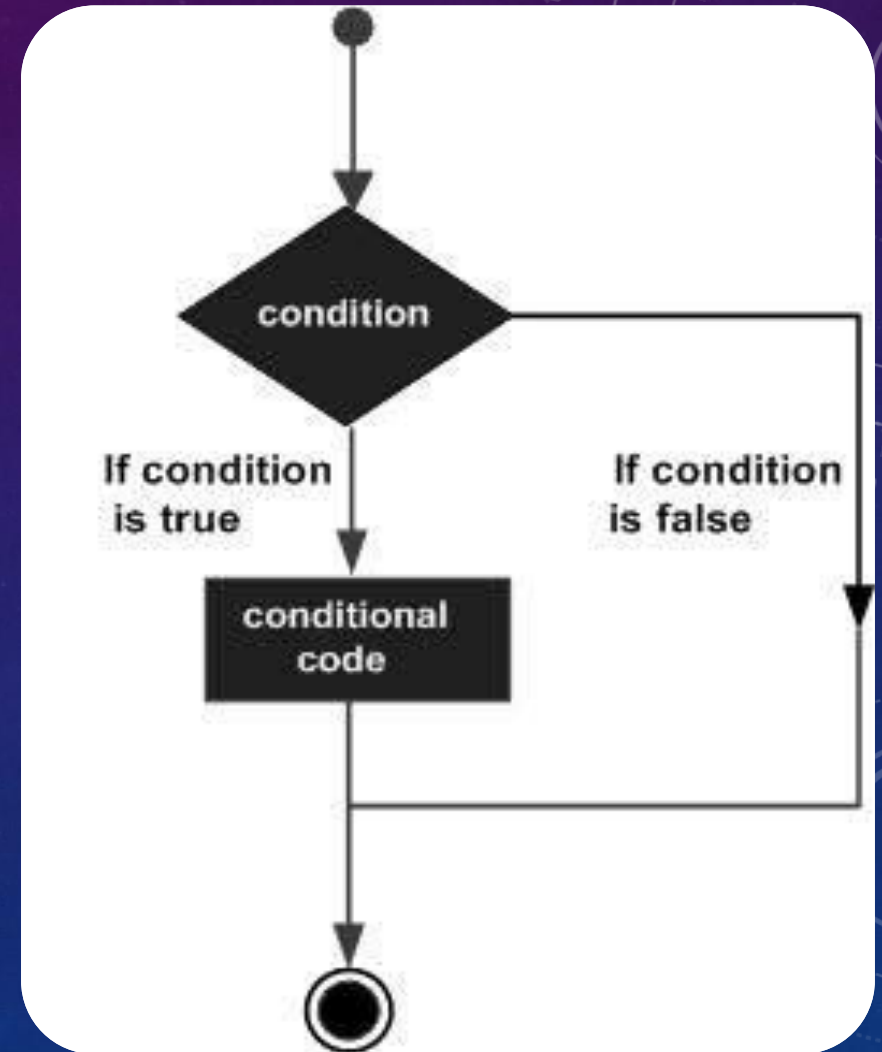 condition
If condition
is true
If condition
is false
conditional
code